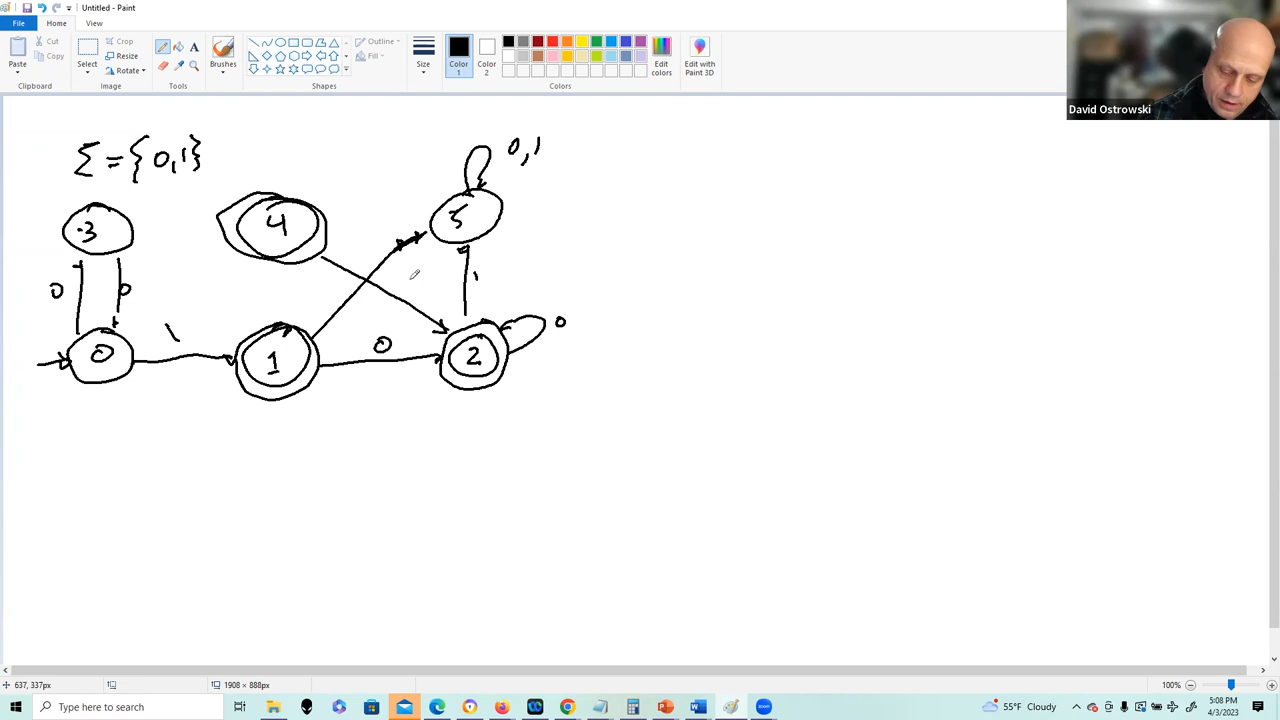 Untitled - Paint
File Home View
Paste Cut Copy Clipboard
Select Crop Resize Rotate Image
A Tools
Brushes
Outline Fill Shapes
Size
Color 1 Color 2 Edit colors Colors
Edit with Paint 3D
David Ostrowski
Σ={0,1}
0,1
3 4 5
0 0 1
0 1 1 0 2 0
637, 337px 1908 × 888px 100%
Type here to search 55°F Cloudy 5:08 PM 4/3/2023